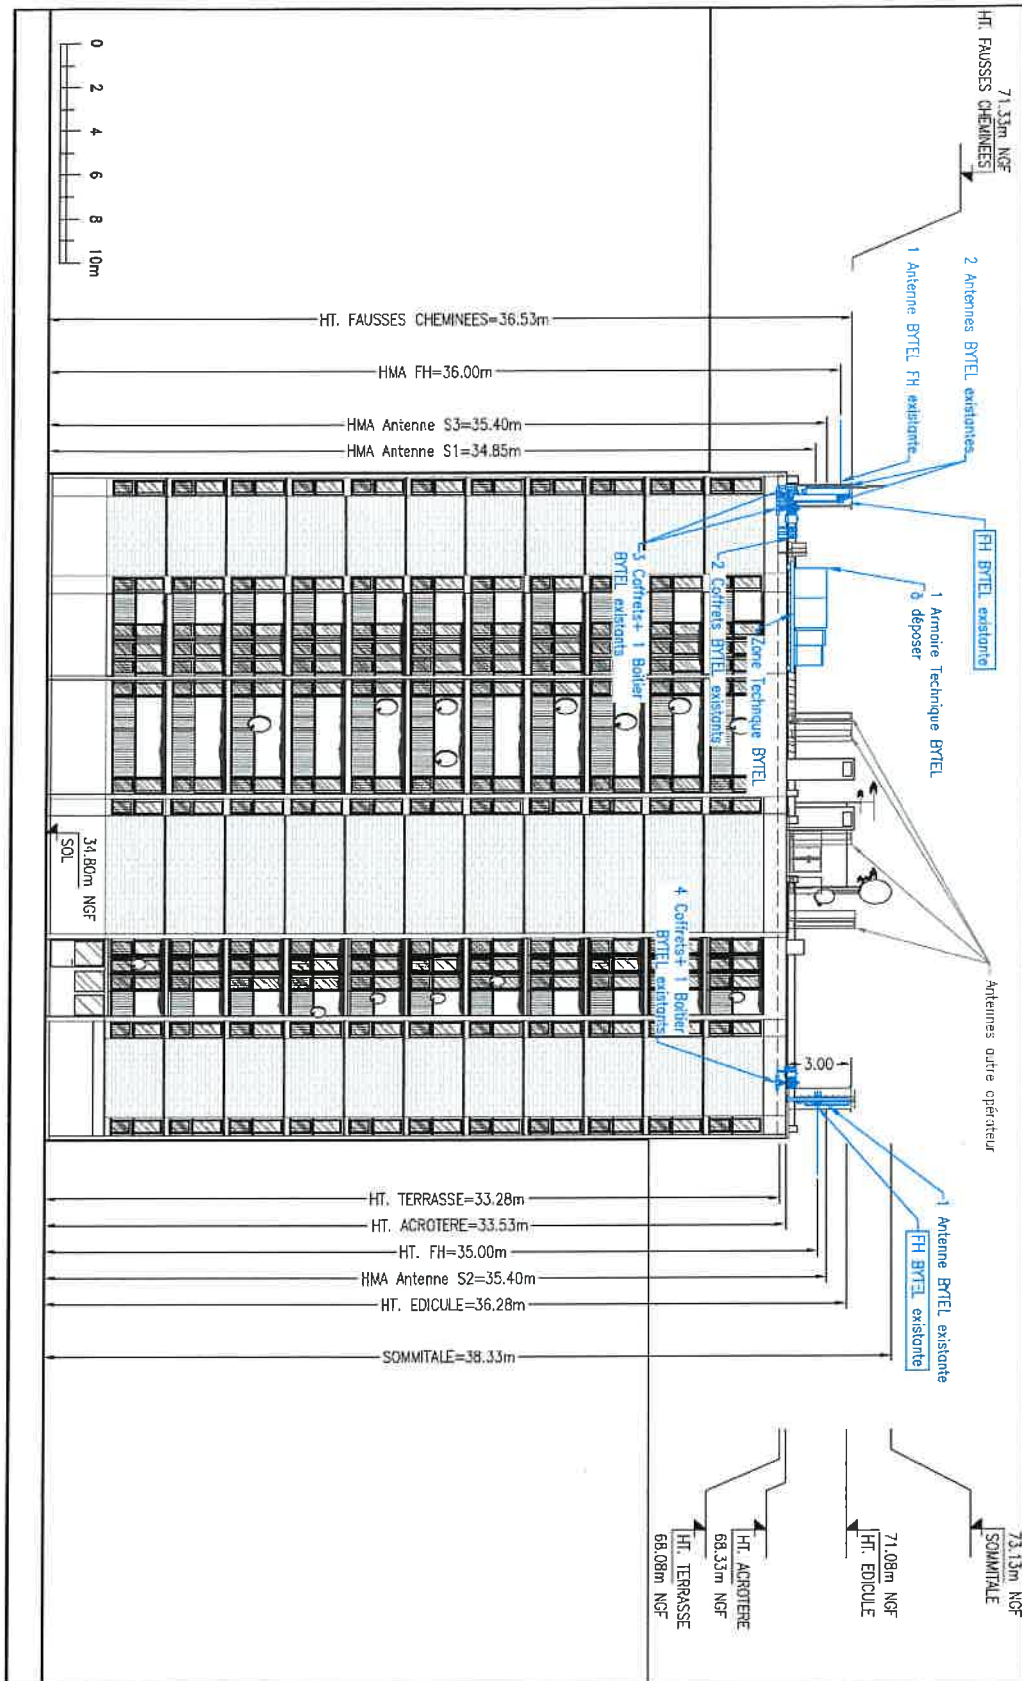 71.33m NGF
HT. FAUSSES CHEMINEES
2 Antennes BYTEL existantes
1 Antenne BYTEL FH existante
FH BYTEL existante
1 Armoire Technique BYTEL
à déposer
Zone Technique BYTEL
2 Coffrets BYTEL existants
3 Coffrets+ 1 Boîtier
BYTEL existants
Antennes autre opérateur
4 Coffrets+ 1 Boîtier
BYTEL existants
3.00
1 Antenne BYTEL existante
FH BYTEL existante
73.13m NGF
SOMMITALE
71.08m NGF
HT. EDICULE
HT. ACROTERE
68.33m NGF
HT. TERRASSE
68.08m NGF
HT. FAUSSES CHEMINEES=36.53m
HMA FH=36.00m
HMA Antenne S3=35.40m
HMA Antenne S1=34.85m
34.80m NGF
SOL
HT. TERRASSE=33.28m
HT. ACROTERE=33.53m
HT. FH=35.00m
HMA Antenne S2=35.40m
HT. EDICULE=36.28m
SOMMITALE=38.33m
0 2 4 6 8 10m